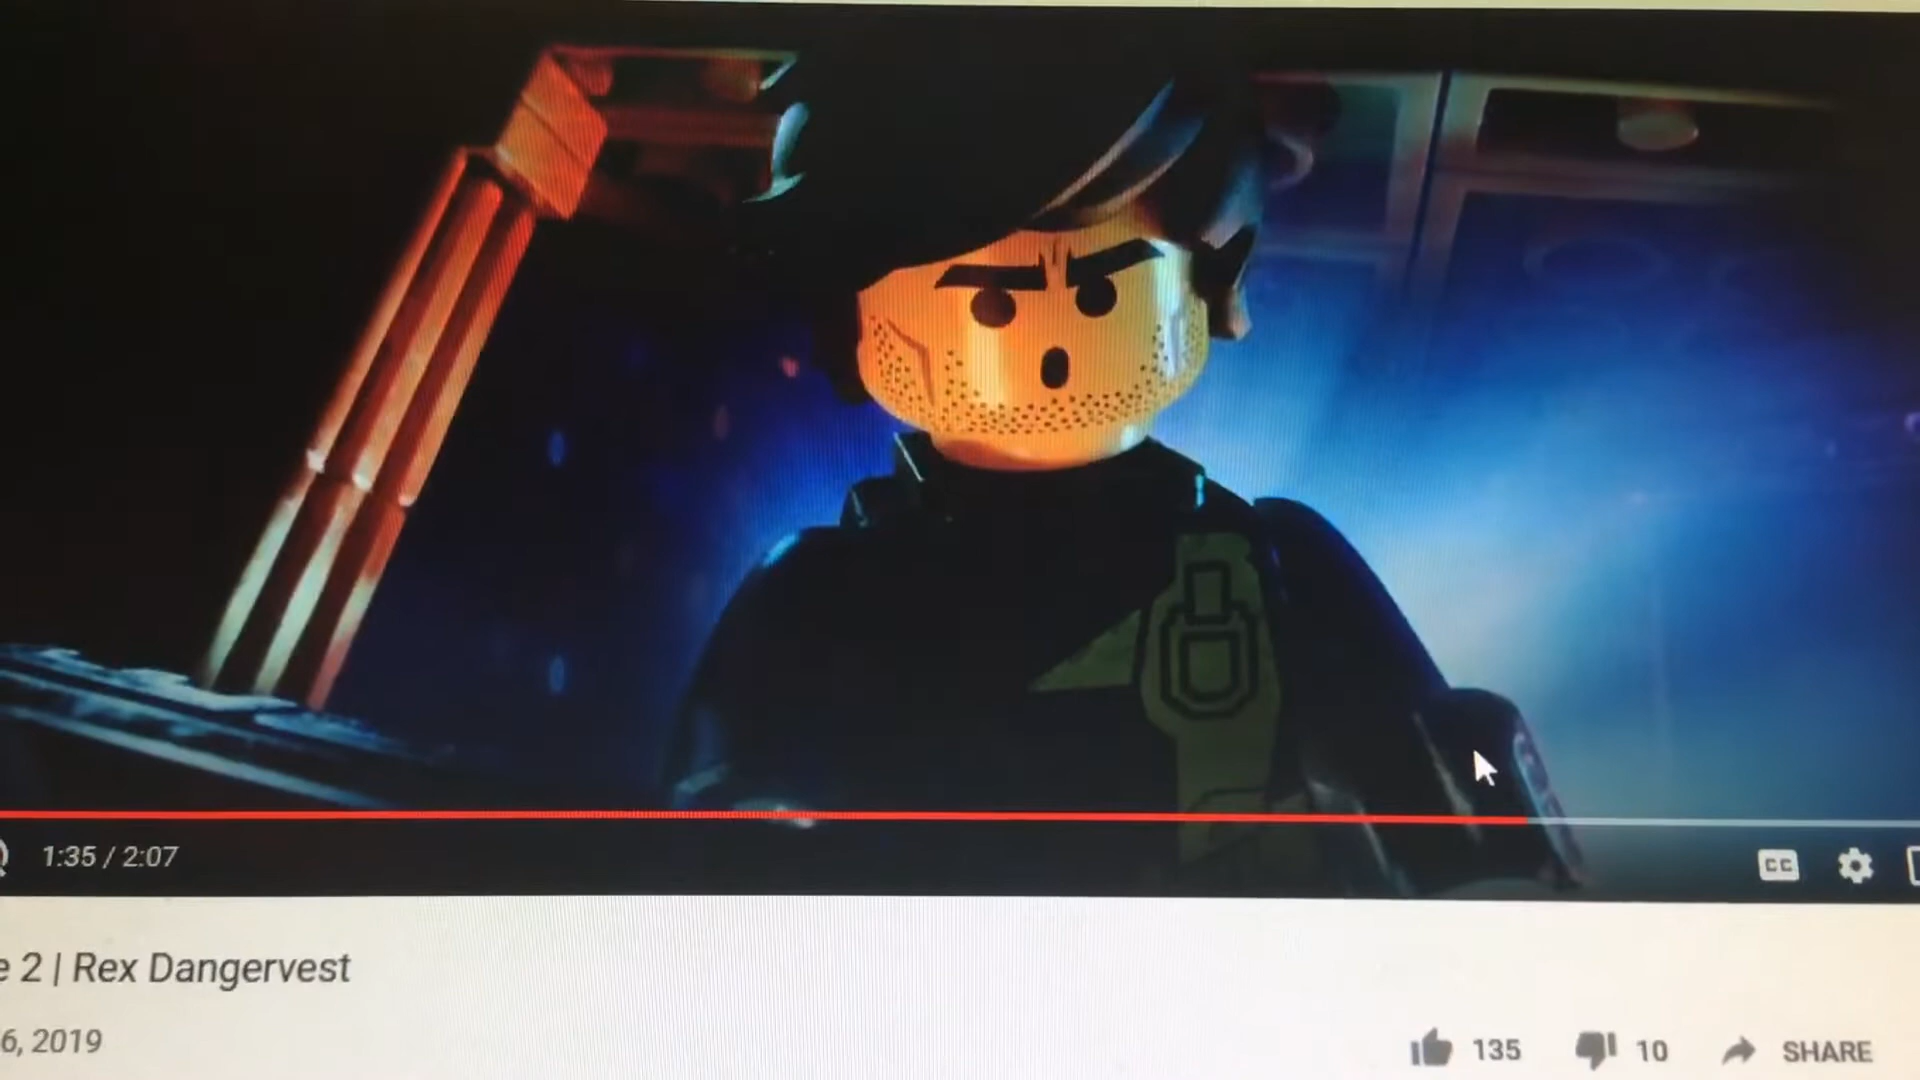 1:35 / 2:07
CC
e 2 | Rex Dangervest
6, 2019
135
10
SHARE